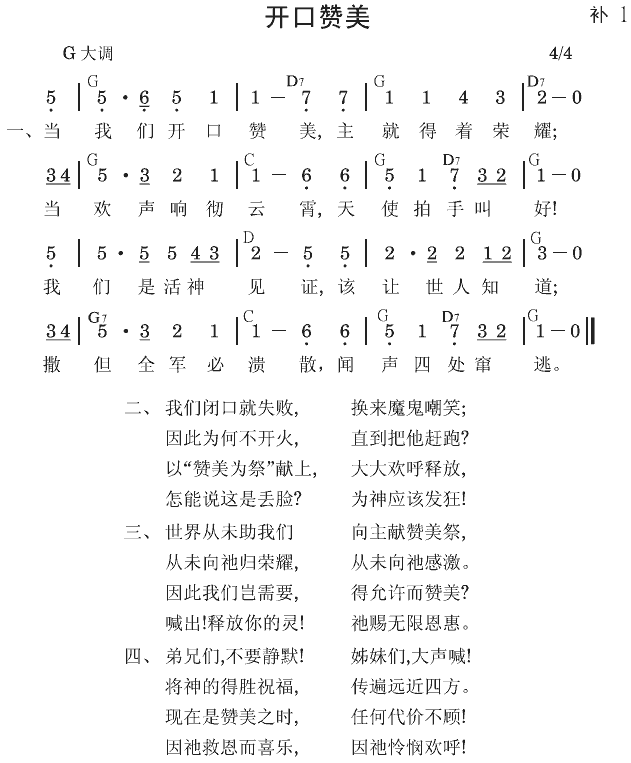 开口赞美
补 1
G 大调 4/4
G D7 G D7
5 | 5 · 6 5 1 | 1 – 7 7 | 1 1 4 3 | 2 – 0
一、当 我 们 开 口 赞 美, 主 就 得 着 荣 耀;
G C G D7 G
3 4 | 5 · 3 2 1 | 1 – 6 6 | 5 1 7 3 2 | 1 – 0
当 欢 声 响 彻 云 霄, 天 使 拍 手 叫 好!
D G
5 | 5 · 5 5 4 3 | 2 – 5 5 | 2 · 2 2 1 2 | 3 – 0
我 们 是 活 神 见 证, 该 让 世 人 知 道;
G7 C G D7 G
3 4 | 5 · 3 2 1 | 1 – 6 6 | 5 1 7 3 2 | 1 – 0 ‖
撒 但 全 军 必 溃 散, 闻 声 四 处 窜 逃。
二、 我们闭口就失败, 换来魔鬼嘲笑;
因此为何不开火, 直到把他赶跑?
以“赞美为祭”献上, 大大欢呼释放,
怎能说这是丢脸? 为神应该发狂!
三、 世界从未助我们 向主献赞美祭,
从未向祂归荣耀, 从未向祂感激。
因此我们岂需要, 得允许而赞美?
喊出!释放你的灵! 祂赐无限恩惠。
四、 弟兄们,不要静默! 姊妹们,大声喊!
将神的得胜祝福, 传遍远近四方。
现在是赞美之时, 任何代价不顾!
因祂救恩而喜乐, 因祂怜悯欢呼!